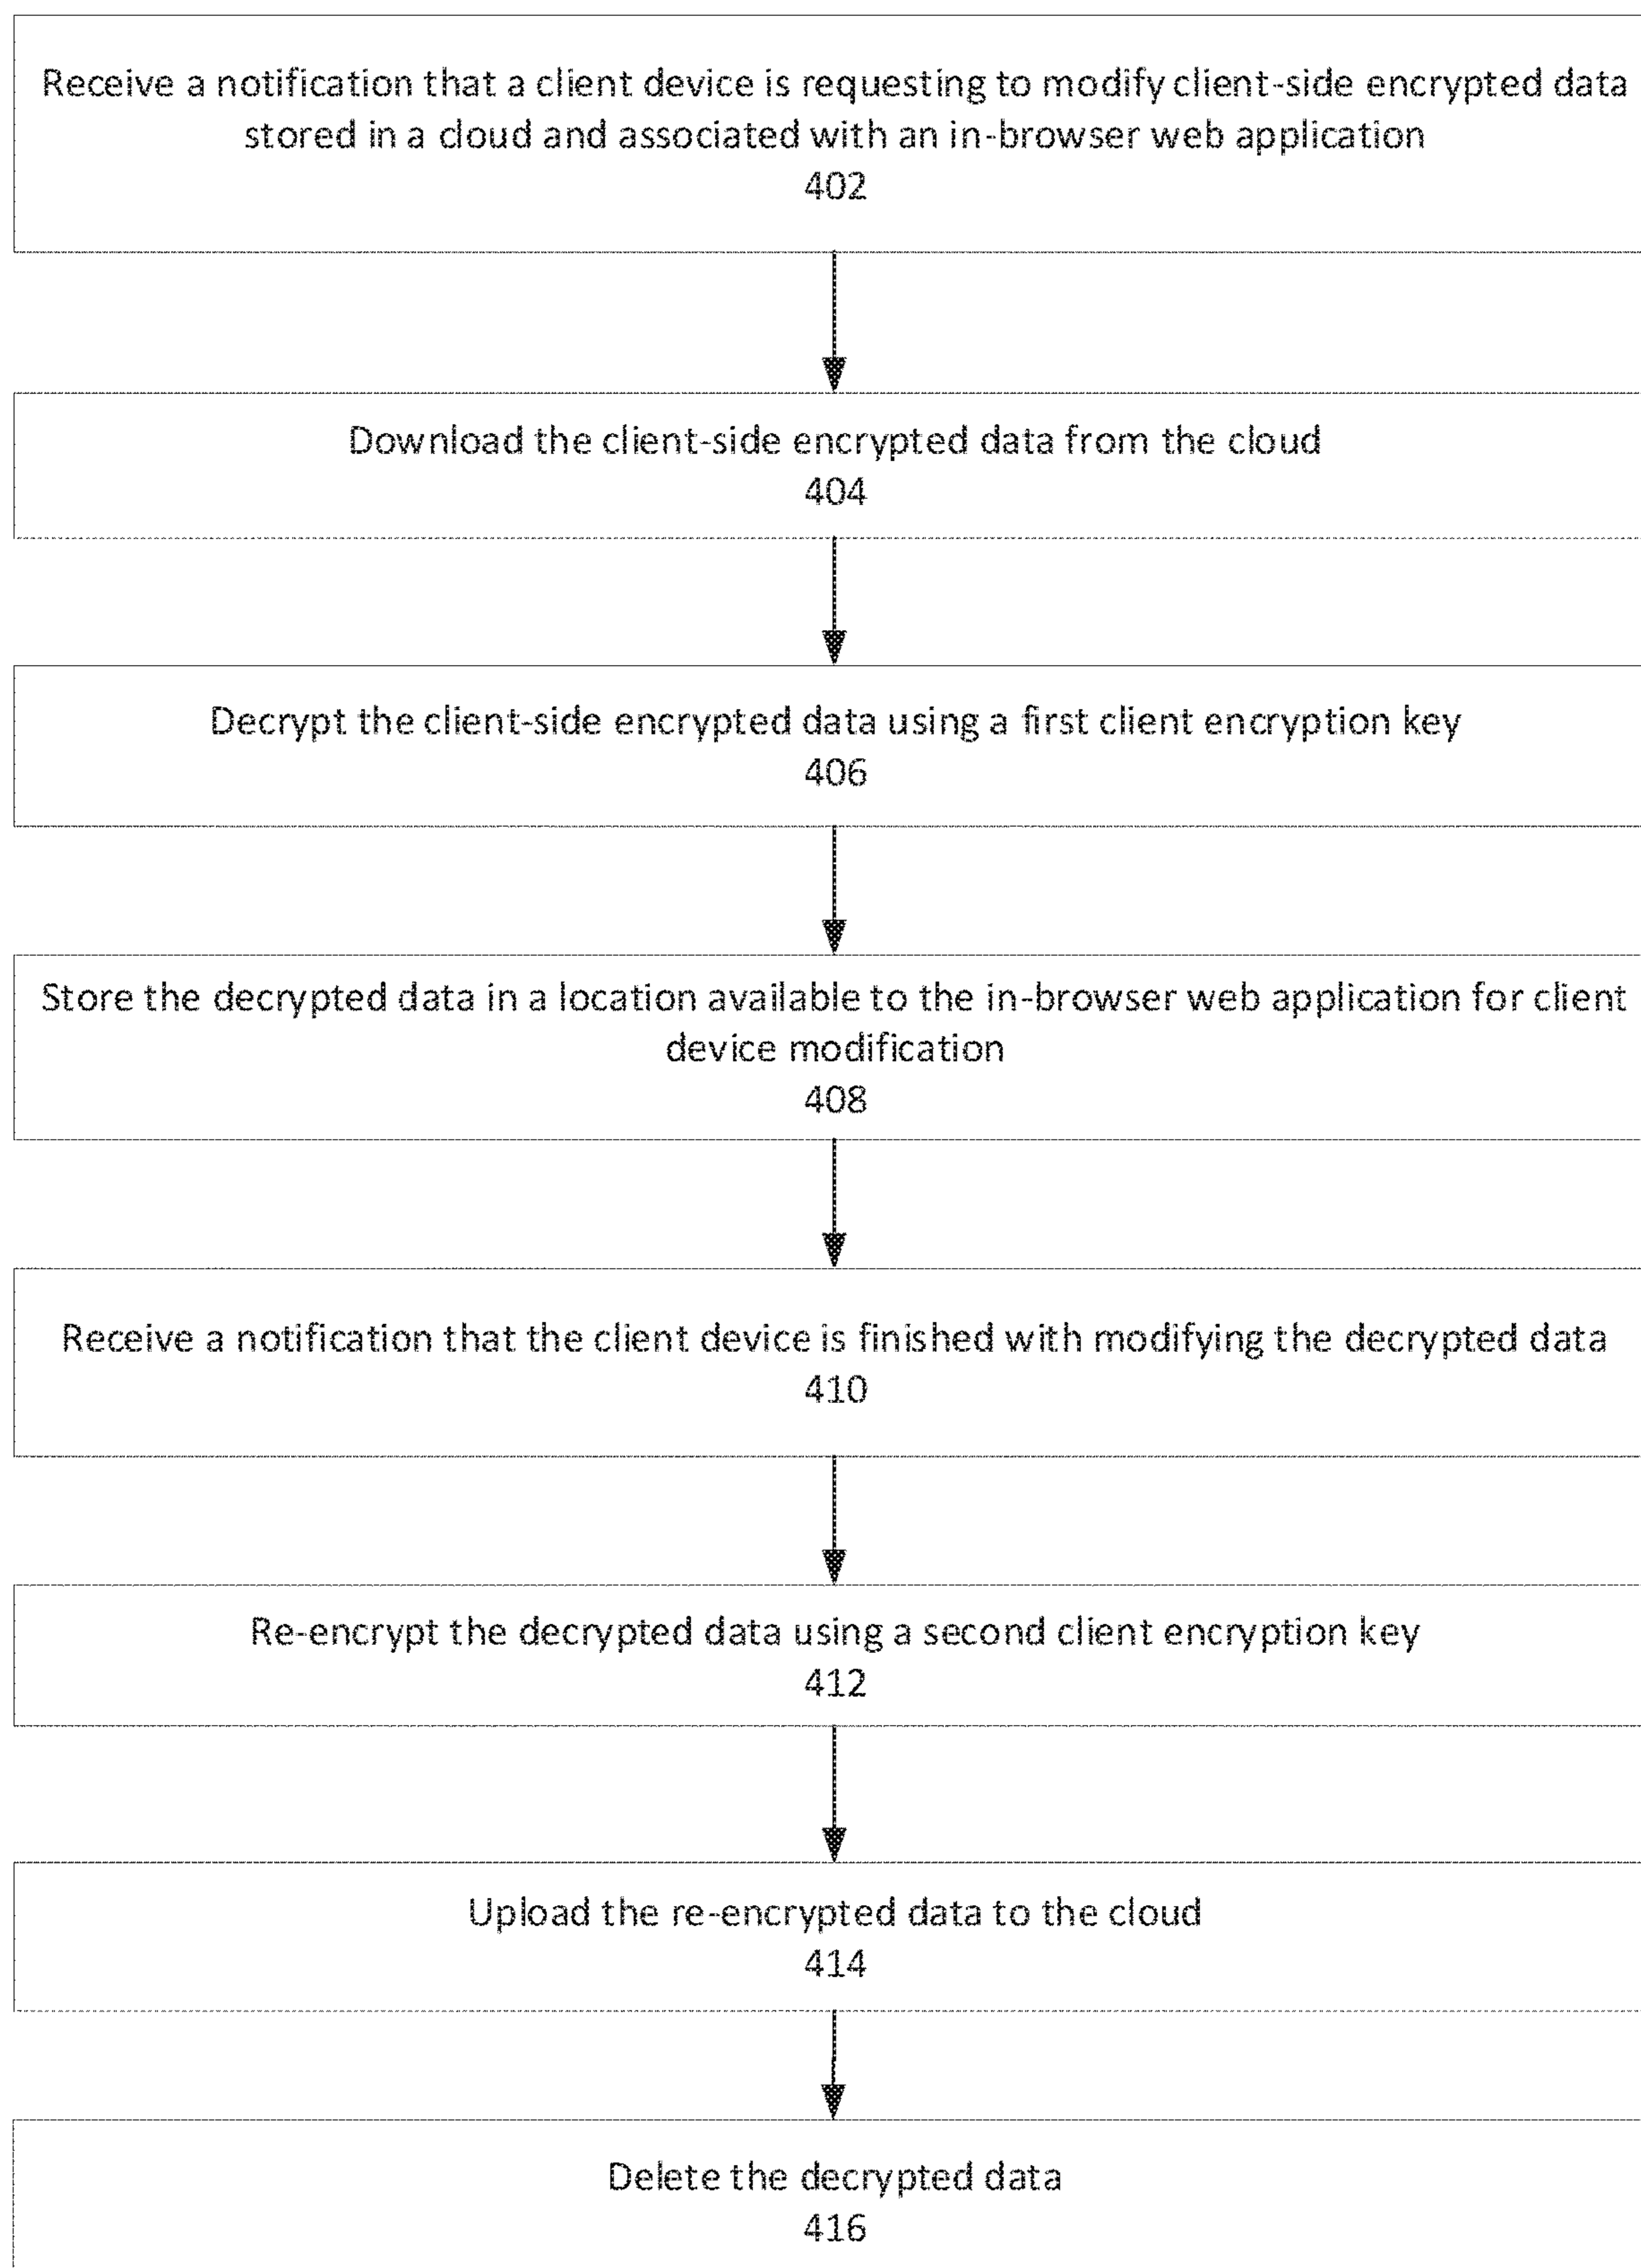 Receive a notification that a client device is requesting to modify client-side encrypted data
stored in a cloud and associated with an in-browser web application
402
Download the client-side encrypted data from the cloud
404
Decrypt the client-side encrypted data using a first client encryption key
406
Store the decrypted data in a location available to the in-browser web application for client
device modification
408
Receive a notification that the client device is finished with modifying the decrypted data
410
Re-encrypt the decrypted data using a second client encryption key
412
Upload the re-encrypted data to the cloud
414
Delete the decrypted data
416